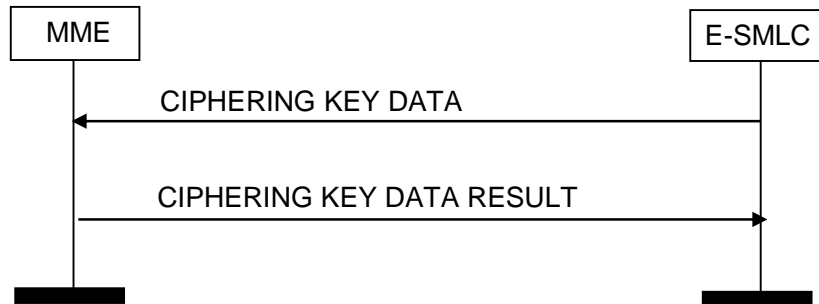 MME
E-SMLC
CIPHERING KEY DATA
CIPHERING KEY DATA RESULT